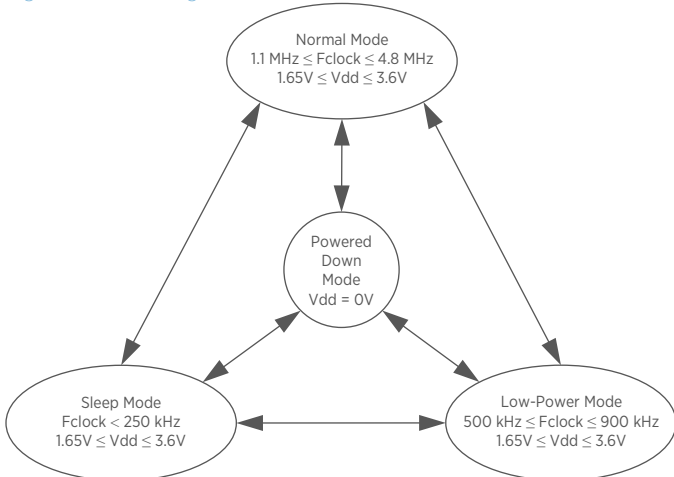 Normal Mode
1.1 MHz ≤ Fclock ≤ 4.8 MHz
1.65V ≤ Vdd ≤ 3.6V
Powered
Down
Mode
Vdd = 0V
Sleep Mode
Fclock < 250 kHz
1.65V ≤ Vdd ≤ 3.6V
Low-Power Mode
500 kHz ≤ Fclock ≤ 900 kHz
1.65V ≤ Vdd ≤ 3.6V